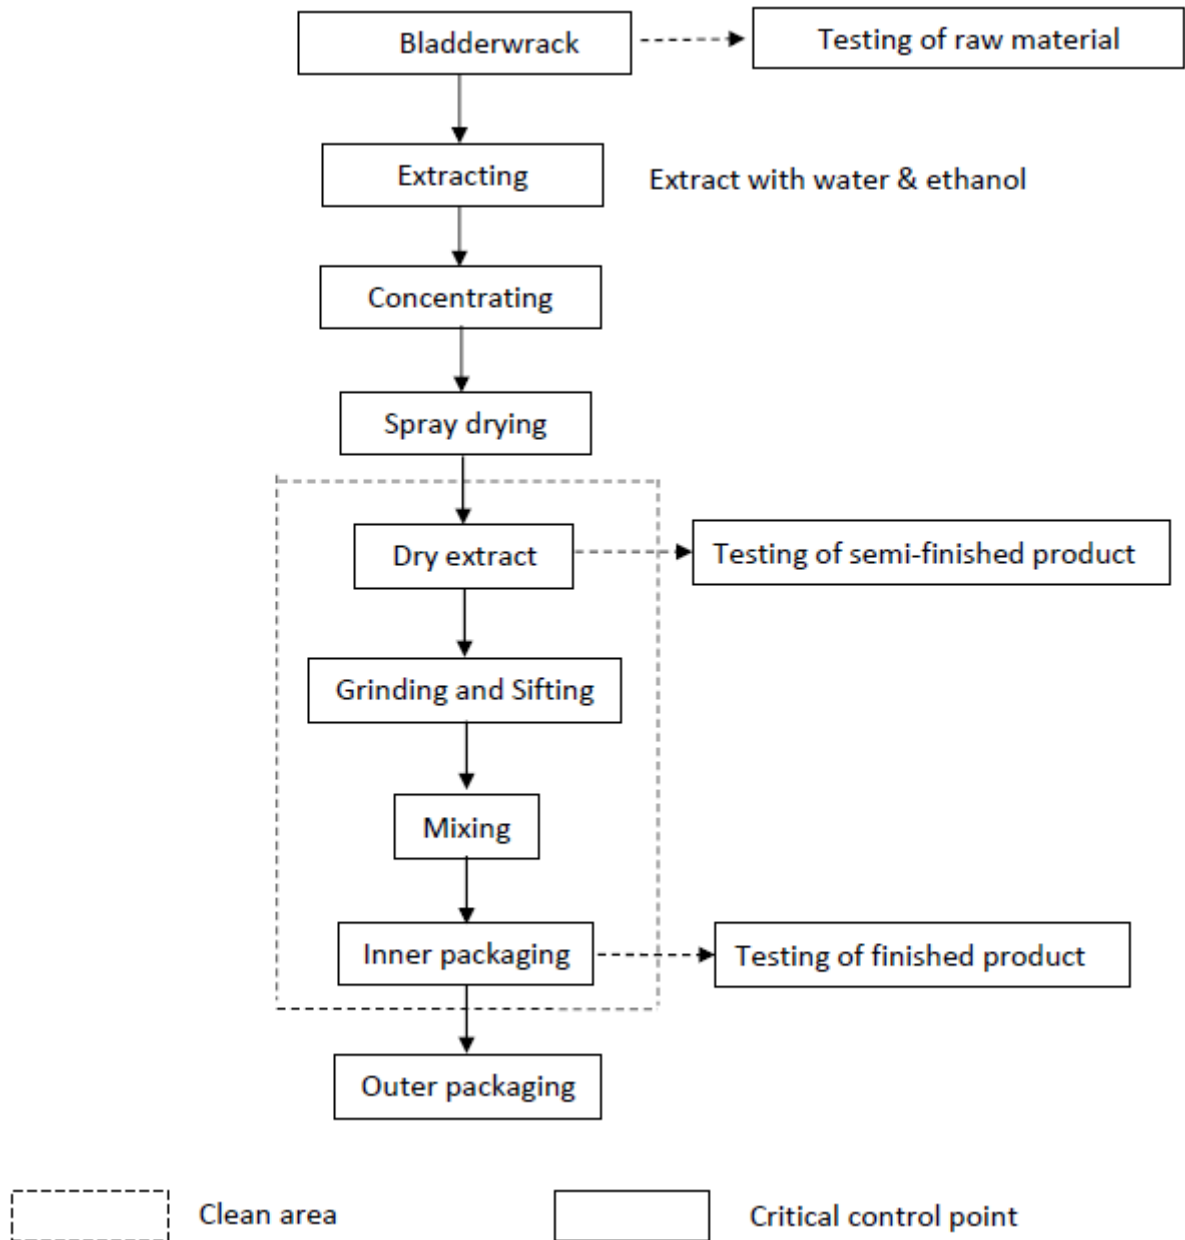 Bladderwrack
Testing of raw material
Extracting
Extract with water & ethanol
Concentrating
Spray drying
Dry extract
Testing of semi-finished product
Grinding and Sifting
Mixing
Inner packaging
Testing of finished product
Outer packaging
Clean area
Critical control point